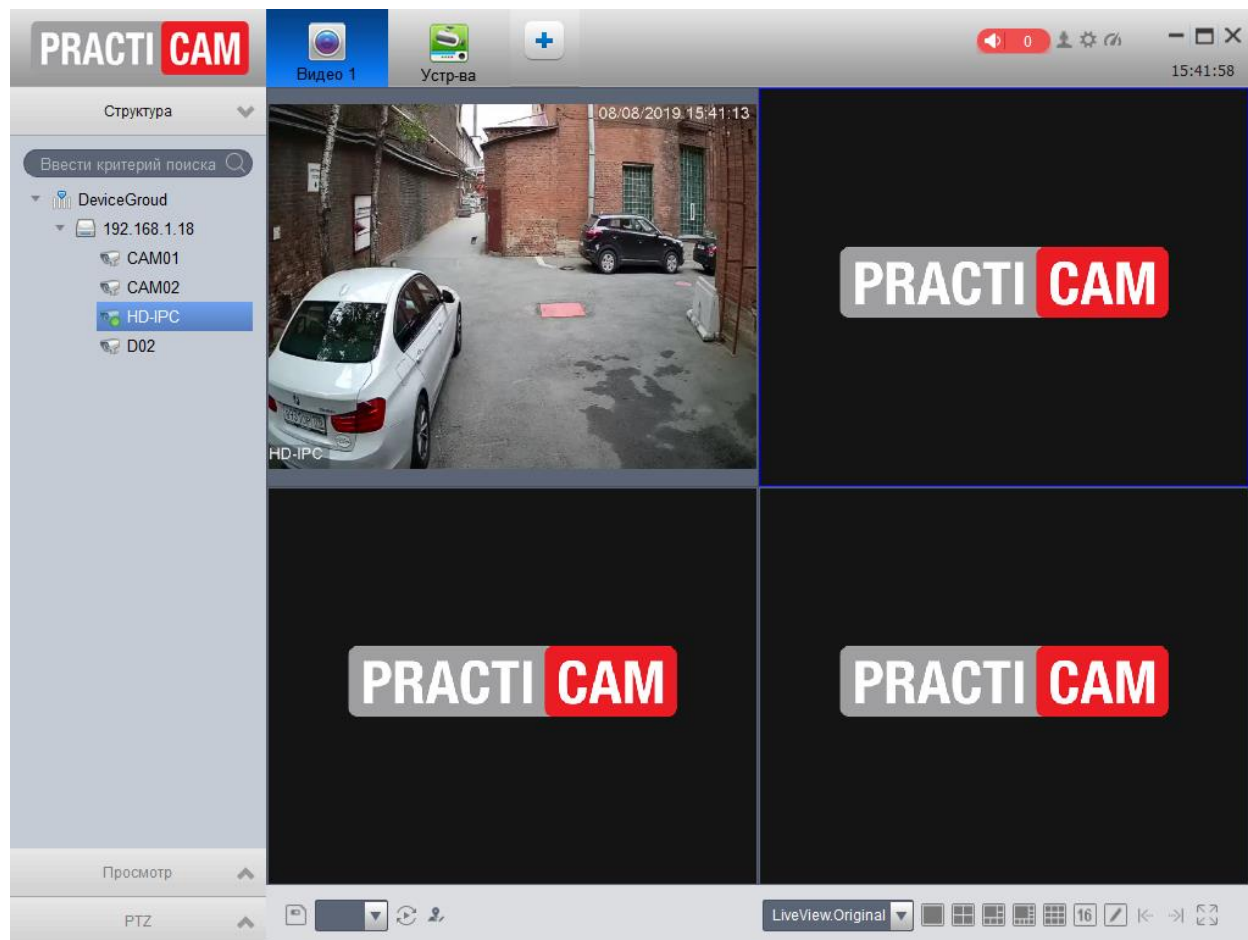 PRACTI CAM
Видео 1
Устр-ва
0
15:41:58
Структура
Ввести критерий поиска
DeviceGroud
192.168.1.18
CAM01
CAM02
HD-IPC
D02
08/08/2019 15:41:13
HD-IPC
PRACTI CAM
PRACTI CAM
PRACTI CAM
Просмотр
PTZ
LiveView.Original
16